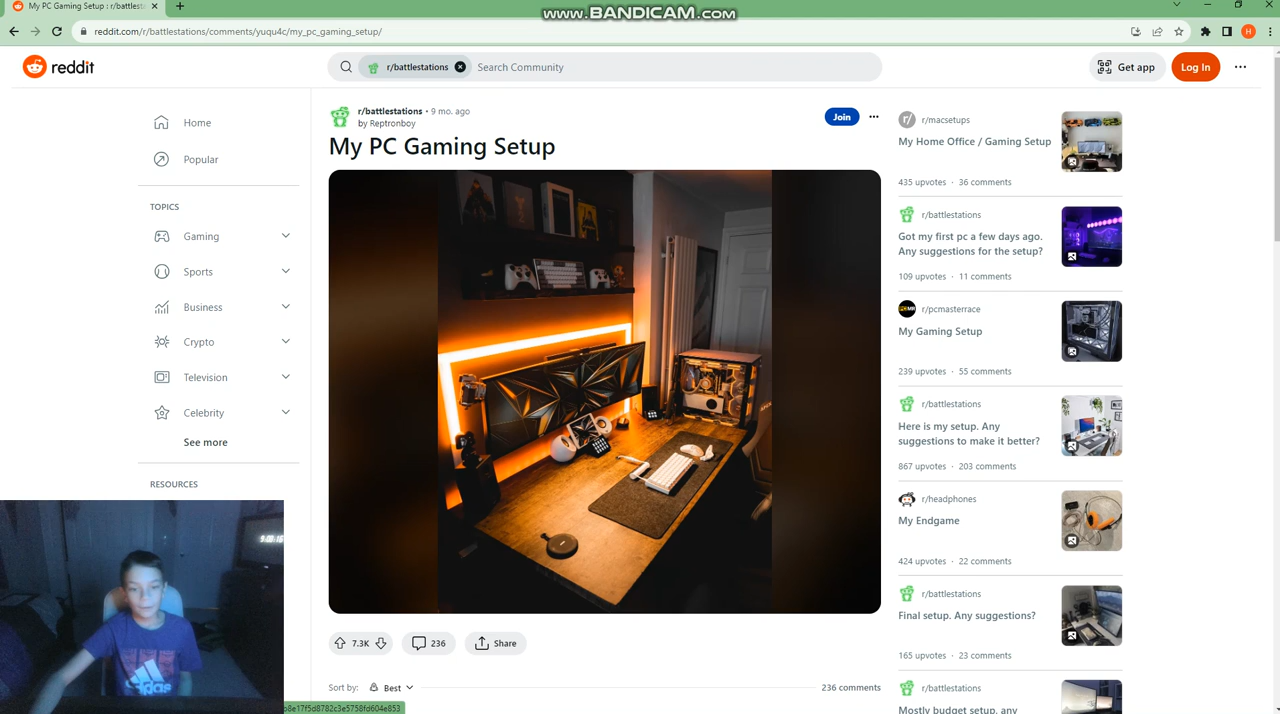 My PC Gaming Setup : r/battlest
WWW.BANDICAM.COM
reddit.com/r/battlestations/comments/yuqu4c/my_pc_gaming_setup/
H
reddit
r/battlestations
Search Community
Get app
Log In
Home
Popular
TOPICS
Gaming
Sports
Business
Crypto
Television
Celebrity
See more
RESOURCES
r/battlestations • 9 mo. ago
by Reptronboy
Join
My PC Gaming Setup
7.3K
236
Share
Sort by:
Best
236 comments
r/macsetups
My Home Office / Gaming Setup
435 upvotes · 36 comments
r/battlestations
Got my first pc a few days ago.
Any suggestions for the setup?
109 upvotes · 11 comments
PCMR
r/pcmasterrace
My Gaming Setup
239 upvotes · 55 comments
r/battlestations
Here is my setup. Any
suggestions to make it better?
867 upvotes · 203 comments
r/headphones
My Endgame
424 upvotes · 22 comments
r/battlestations
Final setup. Any suggestions?
165 upvotes · 23 comments
r/battlestations
Mostly budget setup, any
adidas